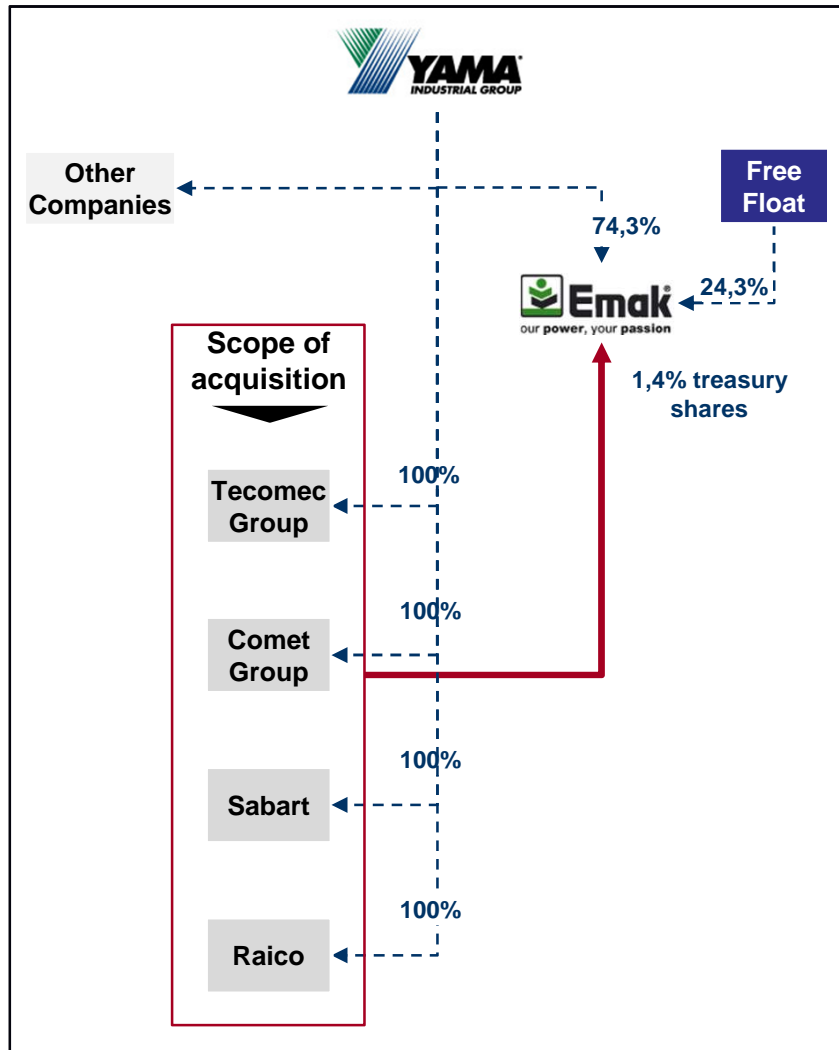 YAMA
INDUSTRIAL GROUP
Other
Companies
Free
Float
74,3%
24,3%
Emak®
our power, your passion
Scope of
acquisition
1,4% treasury
shares
100%
Tecomec
Group
100%
Comet
Group
100%
Sabart
100%
Raico